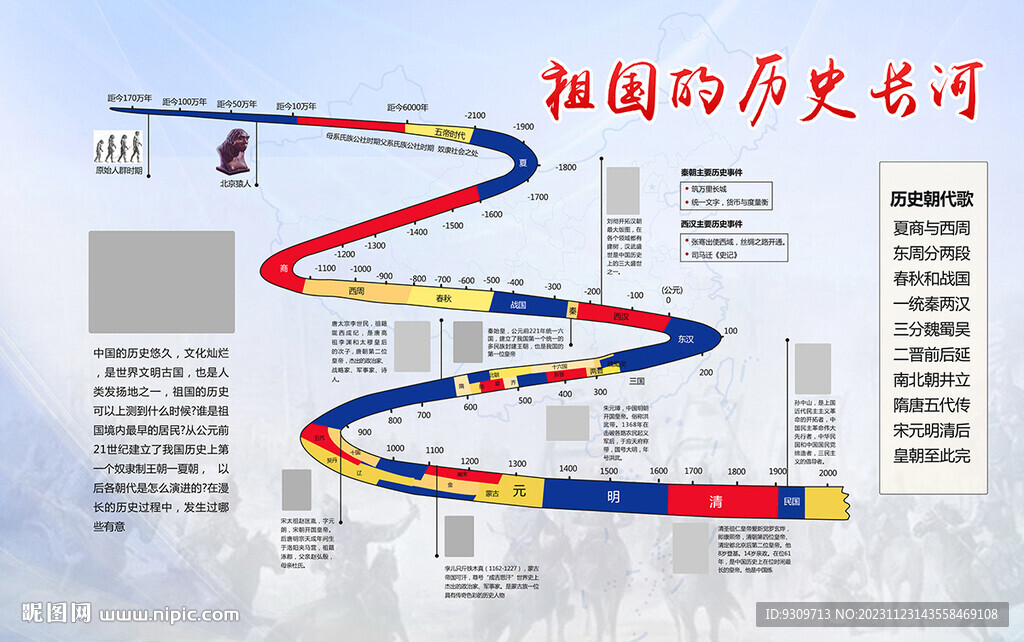 祖国的历史长河
距今170万年
距今100万年
距今50万年
距今10万年
距今6000年
-2100
-1900
五帝时代
母系氏族公社时期父系氏族公社时期 奴隶社会之处
夏
-1800
-1700
-1600
-1500
-1400
-1300
-1200
原始人群时期
北京猿人
商
-1100
-1000
-900
-800
-700
-600
-500
-400
-300
-200
-100
(公元)
0
西周
春秋
战国
秦
西汉
东汉
100
200
刘彻开拓汉朝
最大版图，在
各个领域都有
建树，汉武盛
世是中国历史
上的三大盛世
之一。
秦朝主要历史事件
筑万里长城
统一文字，货币与度量衡
西汉主要历史事件
张骞出使西域，丝绸之路开通。
司马迁《史记》
历史朝代歌
夏商与西周
东周分两段
春秋和战国
一统秦两汉
三分魏蜀吴
二晋前后延
南北朝井立
隋唐五代传
宋元明清后
皇朝至此完
中国的历史悠久，文化灿烂
，是世界文明古国，也是人
类发扬地之一，祖国的历史
可以上溯到什么时候?谁是祖
国境内最早的居民?从公元前
21世纪建立了我国历史上第
一个奴隶制王朝一夏朝， 以
后各朝代是怎么演进的?在漫
长的历史过程中，发生过哪
些有意
唐太宗李世民，祖籍
陇西成纪，是唐高
祖李渊和太穆皇后
的次子，唐朝第二位
皇帝，杰出的政治家、
战略家、军事家、诗
人。
秦始皇，公元前221年统一六
国，建立了我国第一个统一的
多民族封建王朝，也是我国的
第一位皇帝
十六国
北朝
隋
齐
西晋
三国
300
400
500
600
700
800
900
朱元璋，中国明朝
开国皇帝。俗称洪
武帝。1368年在
击破各路农民起义
军后，于应天府称
帝，国号大明，年
号洪武。
孙中山，是上国
近代民主主义革
命的开拓者，中
国民主革命伟大
先行者，中华民
国和中国国民党
缔造者，三民主
义的倡导者。
五代
十国
契丹
辽
金
南宋
蒙古
元
明
清
民国
1000
1100
1200
1300
1400
1500
1600
1700
1800
1900
2000
宋太祖赵匡胤，字元
朗，宋朝开国皇帝。
后唐明宗天成年间生
于洛阳夹马营，祖籍
涿郡，父亲赵弘殷，
母亲杜氏。
孛儿只斤铁木真（1162-1227），蒙古
帝国可汗，尊号“成吉思汗”世界史上
杰出的政治家、军事家。是蒙古族一位
具有传奇色彩的历史人物
清圣祖仁皇帝爱新觉罗玄烨，
即康熙帝，清朝第四位皇帝、
清定都北京后第二位皇帝。他
8岁登基，14岁亲政。在位61
年，是中国历史上在位时间最
长的皇帝。他是中国统
昵图网 www.nipic.com
ID:9309713 NO:20231123143558469108